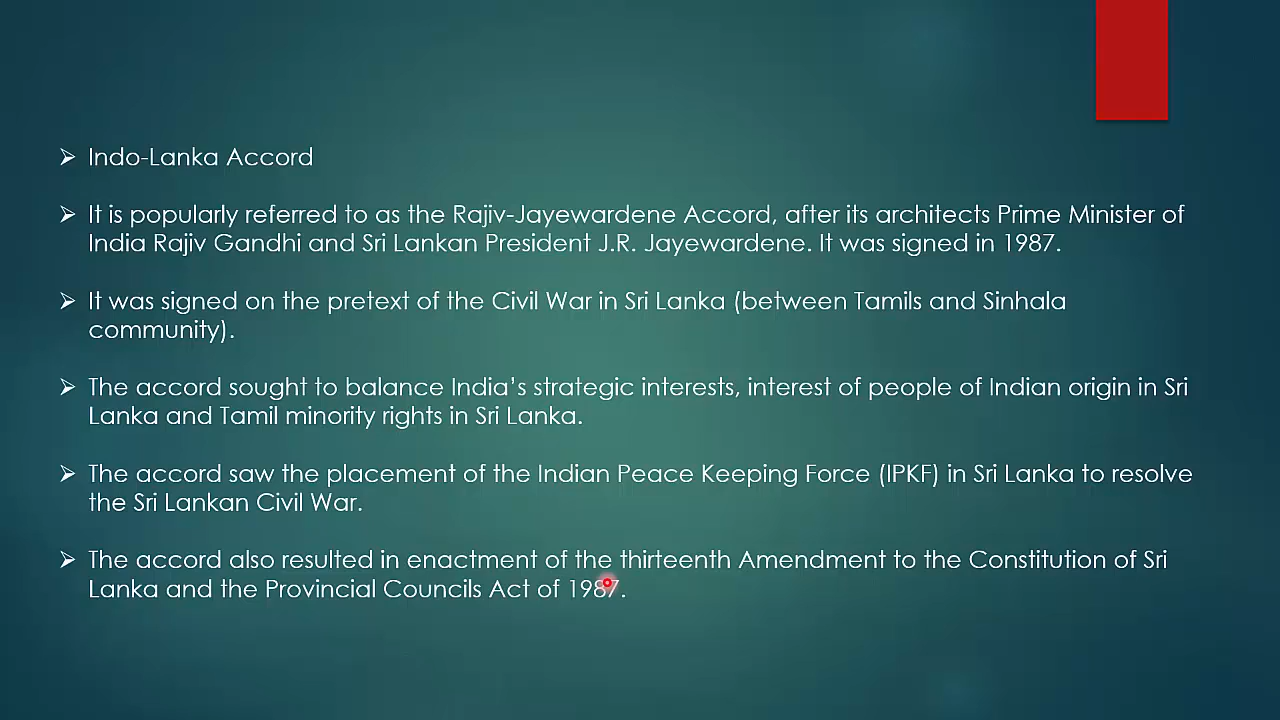 Indo-Lanka Accord
It is popularly referred to as the Rajiv-Jayewardene Accord, after its architects Prime Minister of
India Rajiv Gandhi and Sri Lankan President J.R. Jayewardene. It was signed in 1987.
It was signed on the pretext of the Civil War in Sri Lanka (between Tamils and Sinhala
community).
The accord sought to balance India's strategic interests, interest of people of Indian origin in Sri
Lanka and Tamil minority rights in Sri Lanka.
The accord saw the placement of the Indian Peace Keeping Force (IPKF) in Sri Lanka to resolve
the Sri Lankan Civil War.
The accord also resulted in enactment of the thirteenth Amendment to the Constitution of Sri
Lanka and the Provincial Councils Act of 1987.